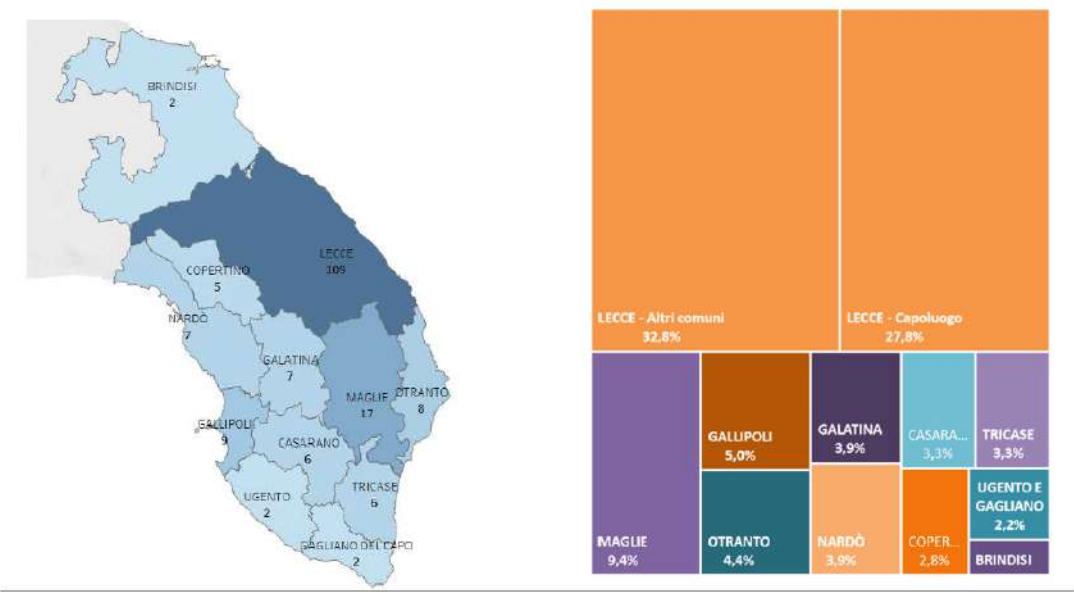 BRINDISI
2
LECCE
109
COPERTINO
5
NARDÒ
7
GALATINA
7
MAGLIE
17
OTRANTO
8
GALLIPOLI
9
CASARANO
6
TRICASE
6
UGENTO
2
GAGLIANO DEL CAPO
2
LECCE - Altri comuni
32,8%
LECCE - Capoluogo
27,8%
MAGLIE
9,4%
GALLIPOLI
5,0%
OTRANTO
4,4%
GALATINA
3,9%
NARDÒ
3,9%
CASARA...
3,3%
TRICASE
3,3%
COPER...
2,8%
UGENTO E
GAGLIANO
2,2%
BRINDISI